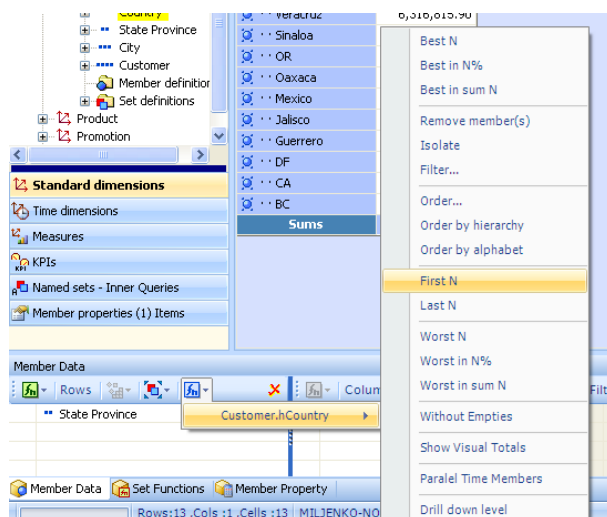 Country
State Province
City
Customer
Member definition
Set definitions
Product
Promotion
Standard dimensions
Time dimensions
Measures
KPIs
Named sets - Inner Queries
Member properties (1) Items
Veracruz 6,316,815.90
Sinaloa
OR
Oaxaca
Mexico
Jalisco
Guerrero
DF
CA
BC
Sums
Best N
Best in N%
Best in sum N
Remove member(s)
Isolate
Filter...
Order...
Order by hierarchy
Order by alphabet
First N
Last N
Worst N
Worst in N%
Worst in sum N
Without Empties
Show Visual Totals
Paralel Time Members
Drill down level
Member Data
Rows
Colum
Filt
State Province
Customer.hCountry
Member Data Set Functions Member Property
Rows:13 .Cols :1 .Cells :13 MILJENKO-NO